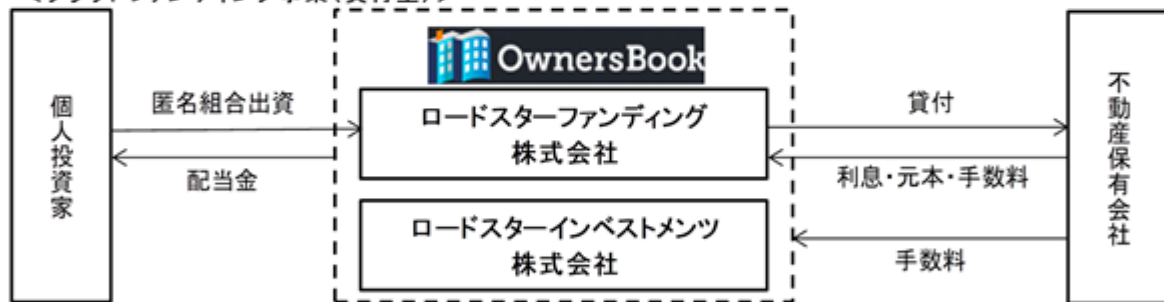 個人投資家
匿名組合出資
配当金
OwnersBook
ロードスターファンディング
株式会社
ロードスターインベストメンツ
株式会社
貸付
利息・元本・手数料
手数料
不動産保有会社